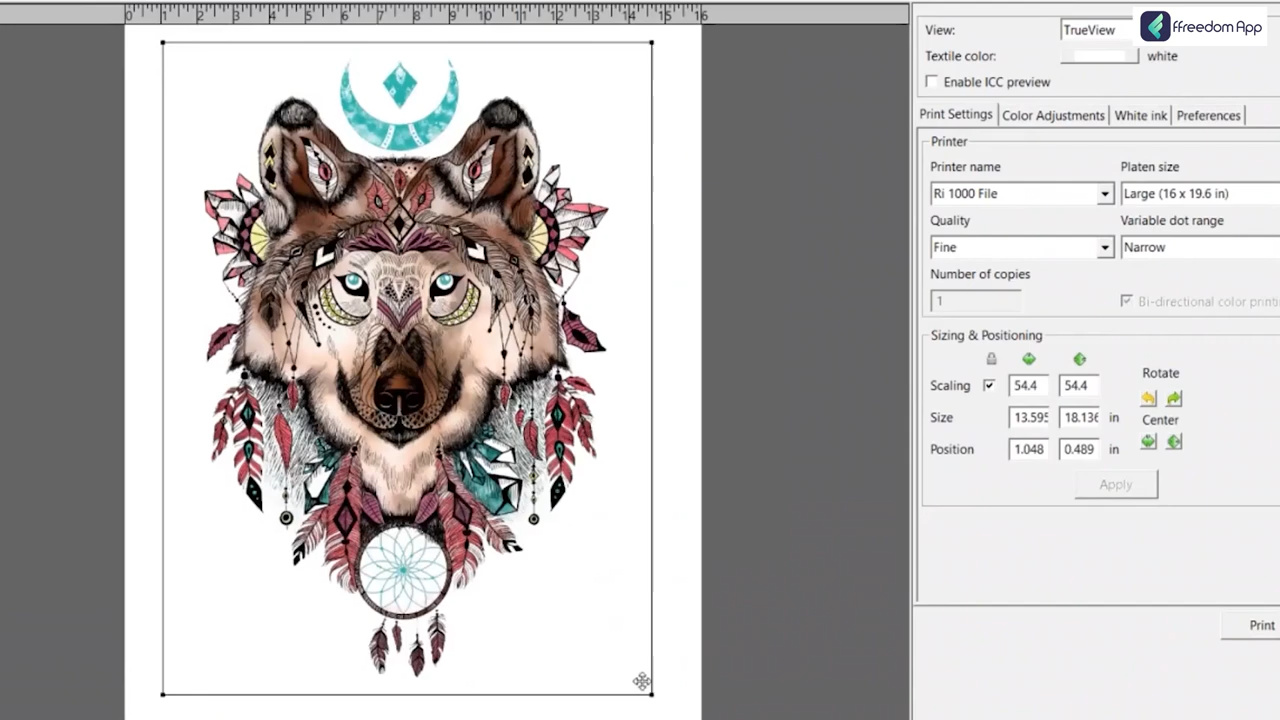 0 1 2 3 4 5 6 7 8 9 10 11 12 13 14 15 16
View: TrueView
ffreedom App
Textile color: white
Enable ICC preview
Print Settings Color Adjustments White ink Preferences
Printer
Printer name Platen size
Ri 1000 File Large (16 x 19.6 in)
Quality Variable dot range
Fine Narrow
Number of copies
1 Bi-directional color printi
Sizing & Positioning
Rotate
Scaling 54.4 54.4
Size 13.595 18.136 in
Center
Position 1.048 0.489 in
Apply
Print